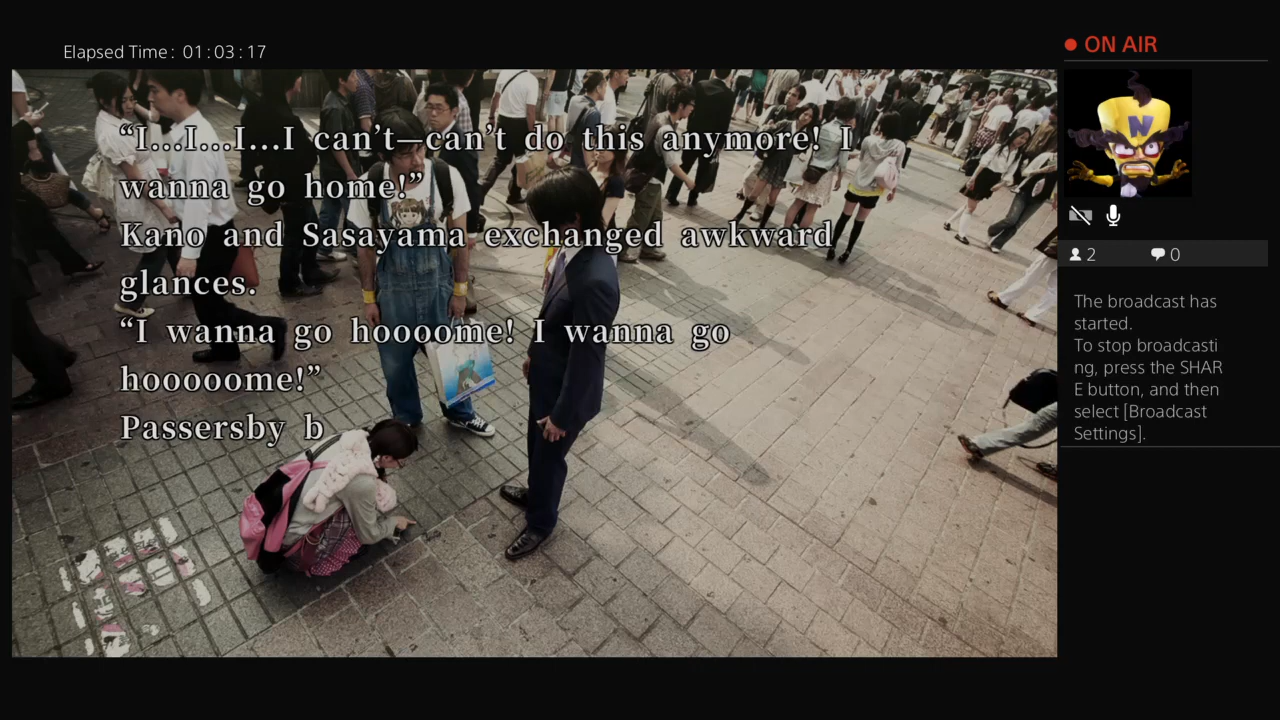 Elapsed Time: 01:03:17
ON AIR
N
2
0
“I...I...I...I can’t—can’t do this anymore! I
wanna go home!”
Kano and Sasayama exchanged awkward
glances.
“I wanna go hoooome! I wanna go
hooooome!”
Passersby b
The broadcast has
started.
To stop broadcasti
ng, press the SHAR
E button, and then
select [Broadcast
Settings].